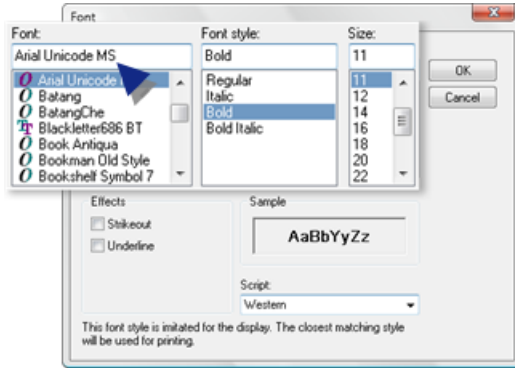 Font
Font: Font style: Size:
Arial Unicode MS Bold 11
Arial Unicode Regular 11
Batang Italic 12
BatangChe Bold 14
Blackletter686 BT Bold Italic 16
Book Antiqua 18
Bookman Old Style 20
Bookshelf Symbol 7 22
OK
Cancel
Effects Sample
Strikeout
Underline
AaBbYyZz
Script:
Western
This font style is imitated for the display. The closest matching style
will be used for printing.